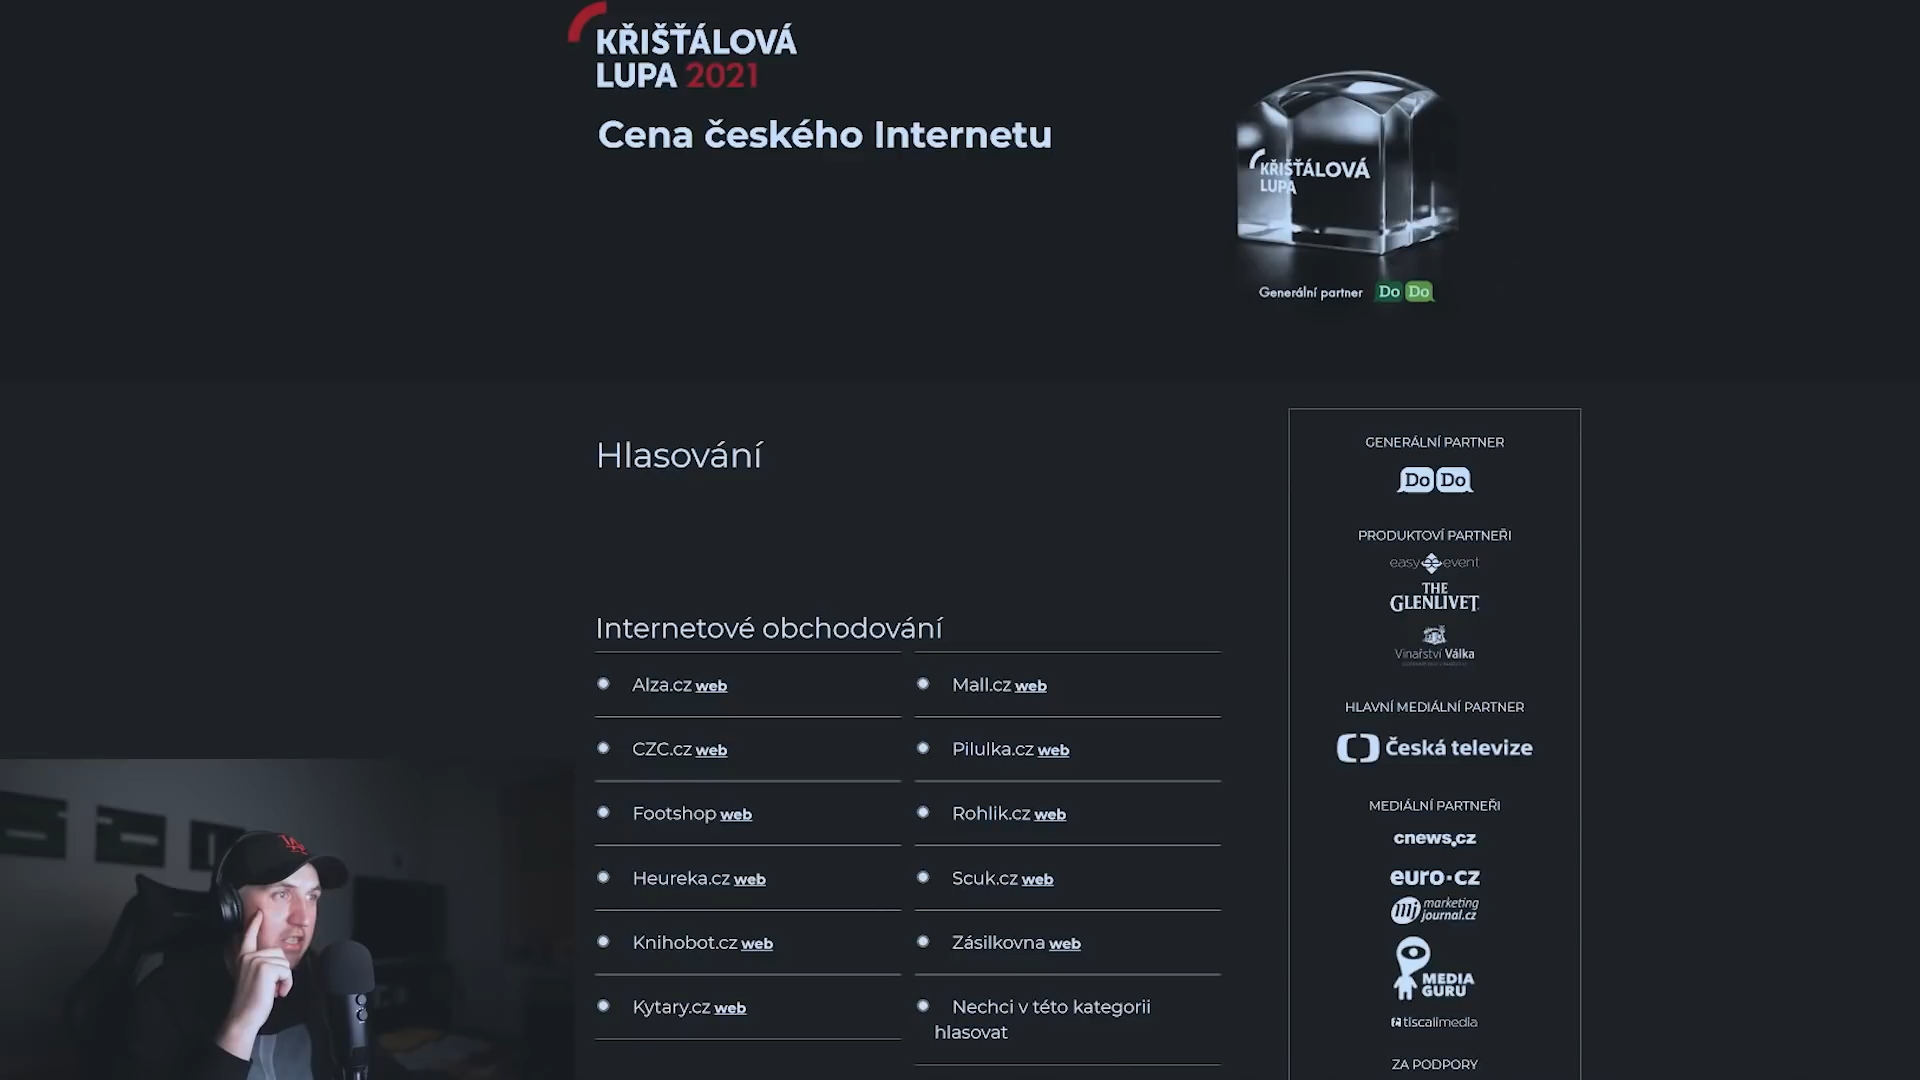 KŘIŠŤÁLOVÁ
LUPA 2021
Cena českého Internetu
KŘIŠŤÁLOVÁ
LUPA
Generální partner Do Do
Hlasování
Internetové obchodování
Alza.cz web
Mall.cz web
CZC.cz web
Pilulka.cz web
Footshop web
Rohlik.cz web
Heureka.cz web
Scuk.cz web
Knihobot.cz web
Zásilkovna web
Kytary.cz web
Nechci v této kategorii
hlasovat
GENERÁLNÍ PARTNER
Do Do
PRODUKTOVÍ PARTNEŘI
easy event
THE
GLENLIVET
Vinařství Válka
HLAVNÍ MEDIÁLNÍ PARTNER
Česká televize
MEDIÁLNÍ PARTNEŘI
cnews.cz
euro·cz
mj marketing
journal.cz
MEDIA
GURU
tiscalimedia
ZA PODPORY
LA